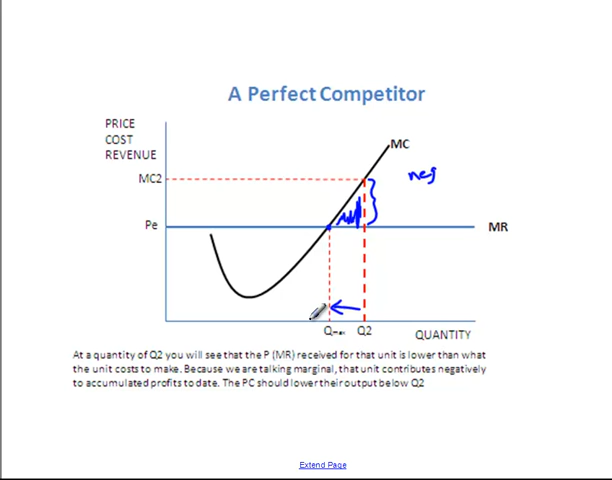 A Perfect Competitor
PRICE
COST
REVENUE
MC
MC2
neg
Pe
MR
Qmax
Q2
QUANTITY
At a quantity of Q2 you will see that the P (MR) received for that unit is lower than what
the unit costs to make. Because we are talking marginal, that unit contributes negatively
to accumulated profits to date. The PC should lower their output below Q2
Extend Page